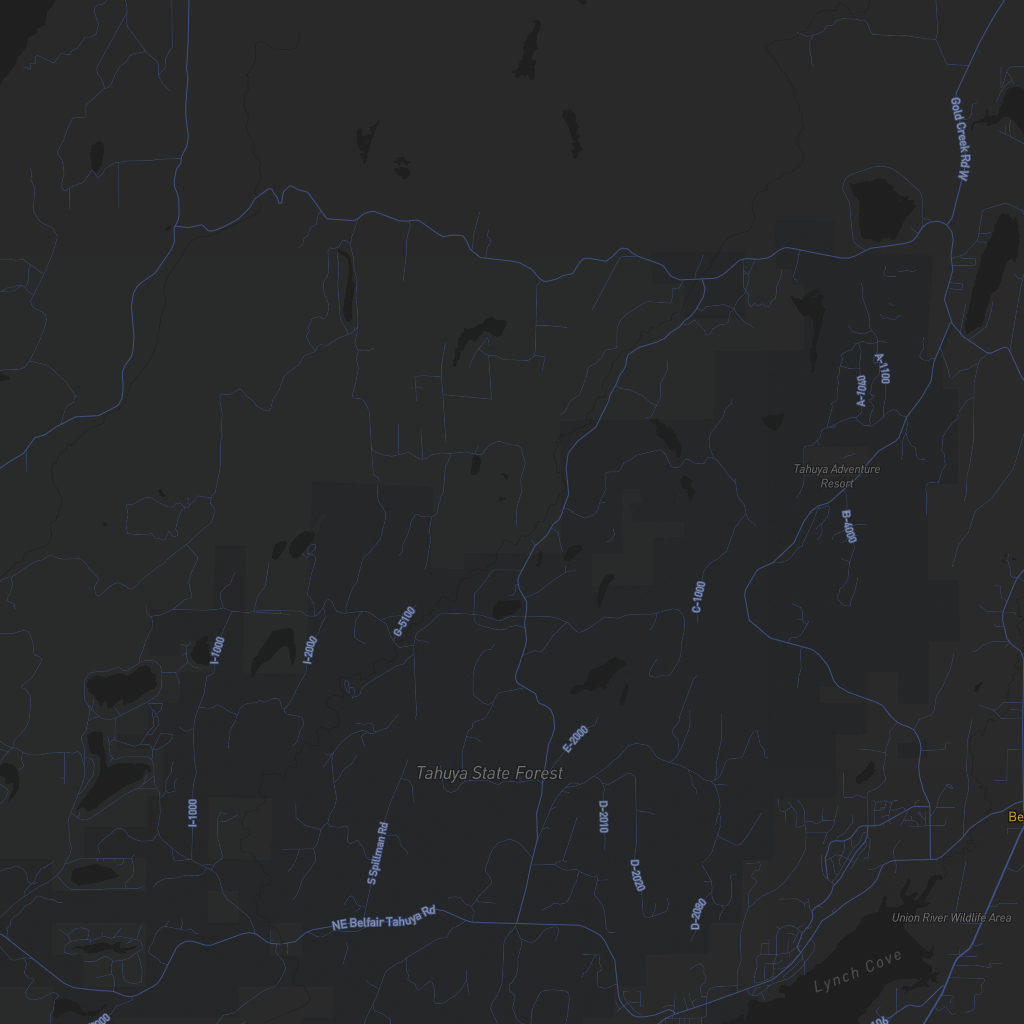 Gold Creek Rd W
A-1100
A-1040
Tahuya Adventure
Resort
B-4000
C-1000
G-5100
I-1000
I-2000
E-2000
Tahuya State Forest
I-1000
D-2010
S Spillman Rd
D-2020
D-2080
NE Belfair Tahuya Rd
Union River Wildlife Area
Lynch Cove